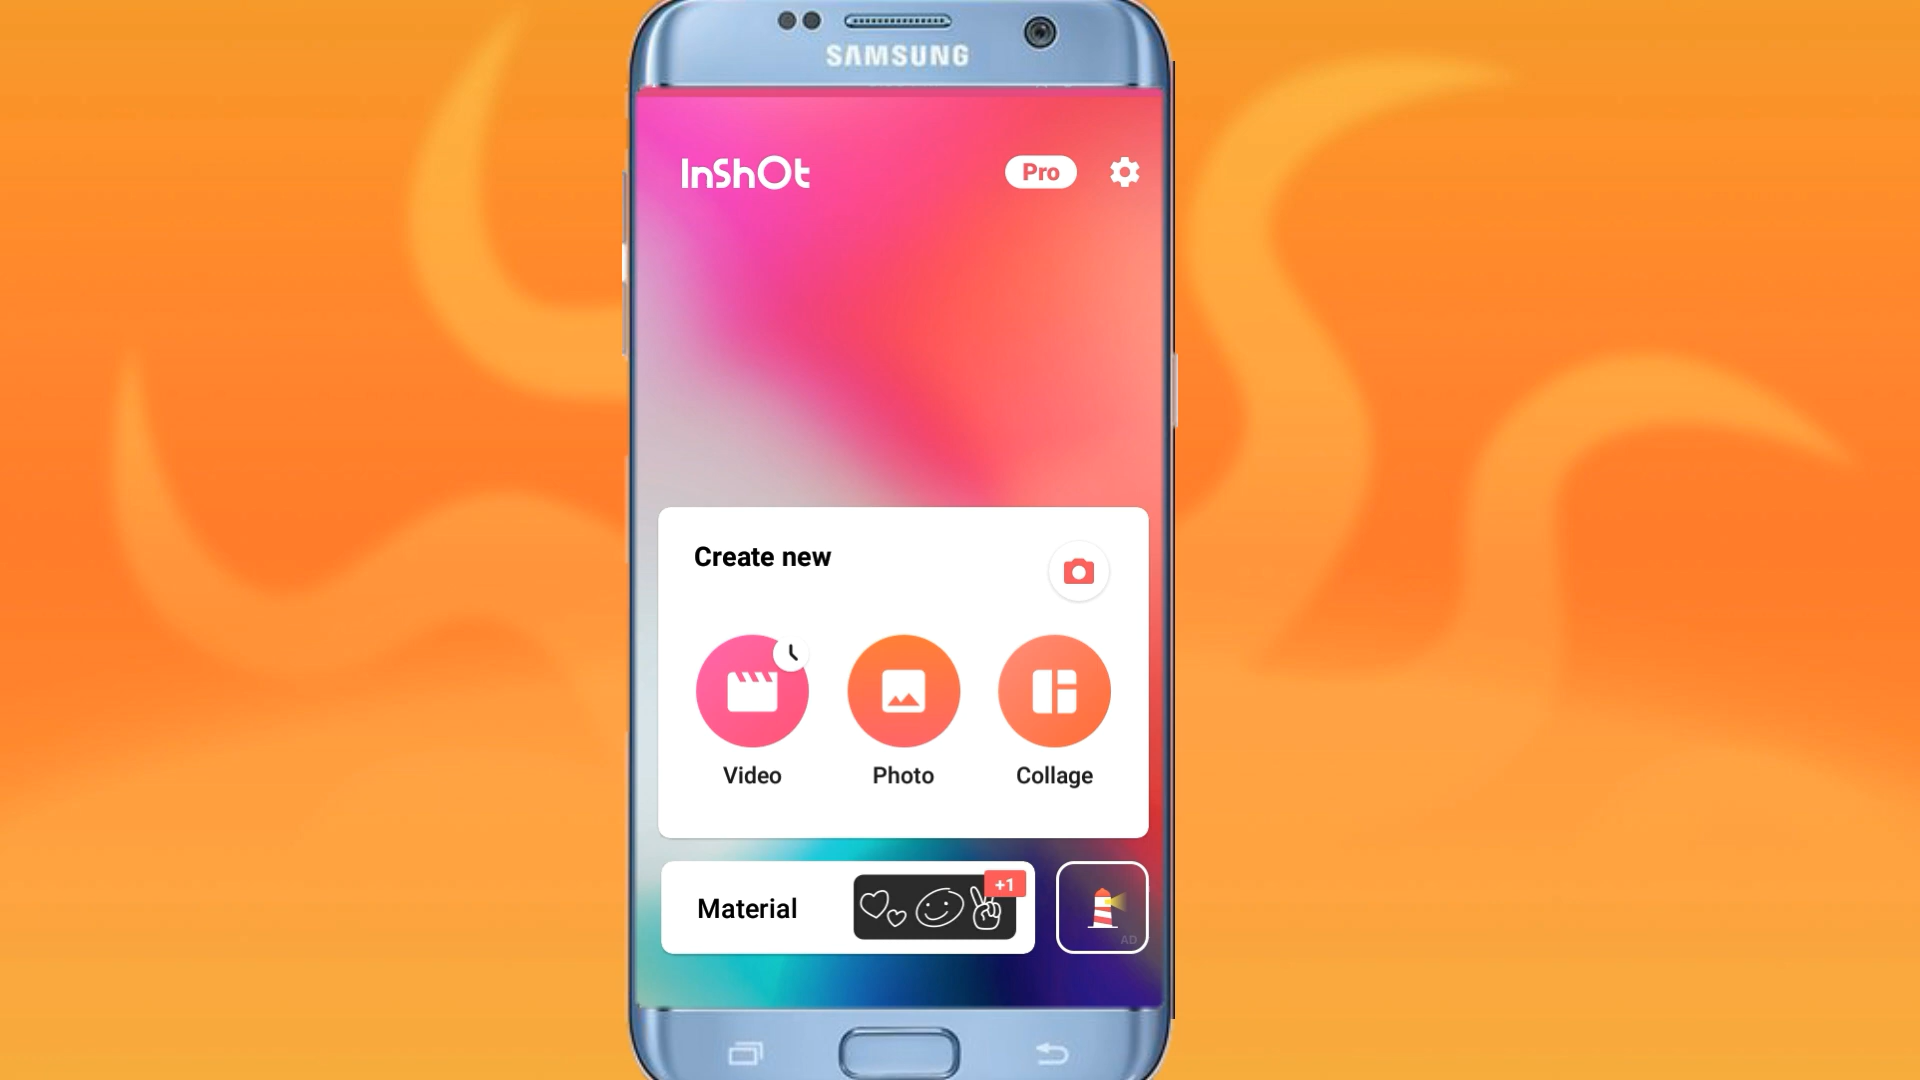 SAMSUNG
InShOt
Pro
Create new
Video
Photo
Collage
Material
+1
AD